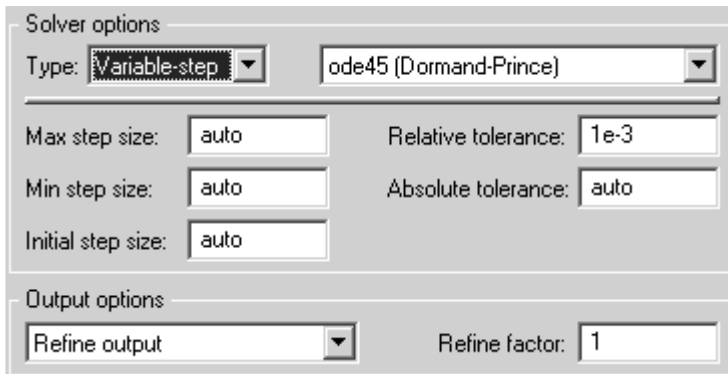 Solver options
Type: Variable-step ode45 (Dormand-Prince)
Max step size: auto Relative tolerance: 1e-3
Min step size: auto Absolute tolerance: auto
Initial step size: auto
Output options
Refine output Refine factor: 1